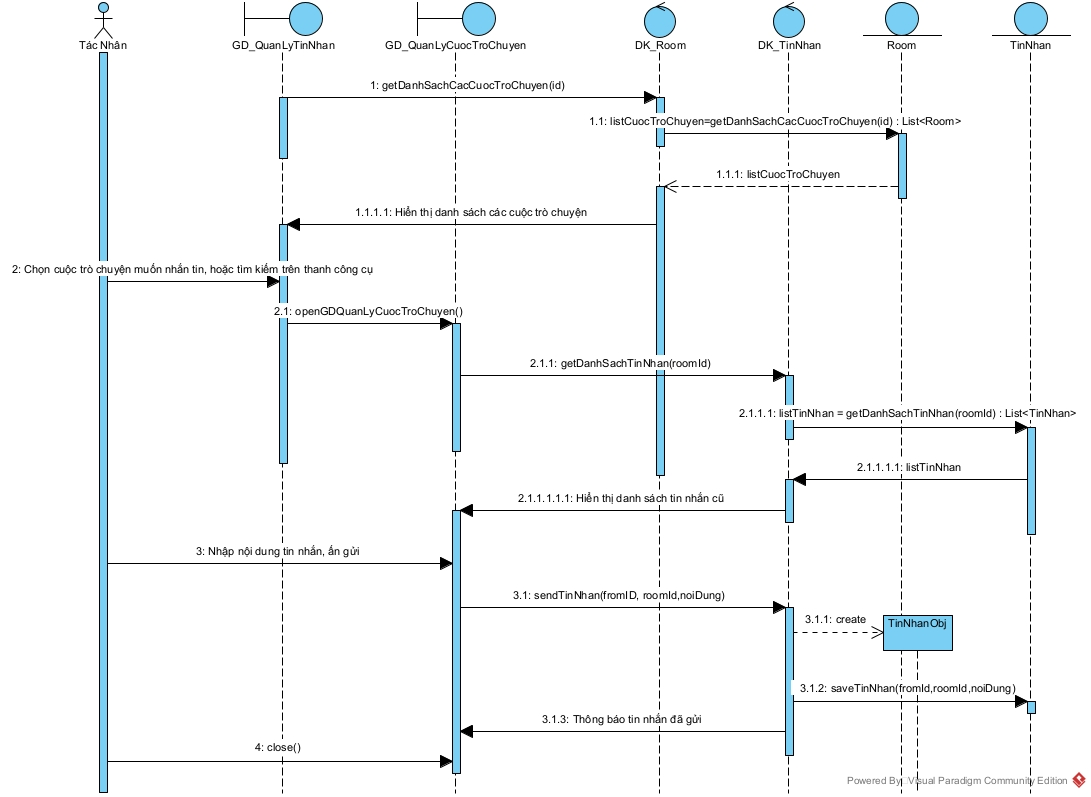 Tác Nhân
GD_QuanLyTinNhan
GD_QuanLyCuocTroChuyen
DK_Room
DK_TinNhan
Room
TinNhan
1: getDanhSachCacCuocTroChuyen(id)
1.1: listCuocTroChuyen=getDanhSachCacCuocTroChuyen(id) : List<Room>
1.1.1: listCuocTroChuyen
1.1.1.1: Hiển thị danh sách các cuộc trò chuyện
2: Chọn cuộc trò chuyện muốn nhắn tin, hoặc tìm kiếm trên thanh công cụ
2.1: openGDQuanLyCuocTroChuyen()
2.1.1: getDanhSachTinNhan(roomId)
2.1.1.1: listTinNhan = getDanhSachTinNhan(roomId) : List<TinNhan>
2.1.1.1.1: listTinNhan
2.1.1.1.1.1: Hiển thị danh sách tin nhắn cũ
3: Nhập nội dung tin nhắn, ấn gửi
3.1: sendTinNhan(fromID, roomId,noiDung)
3.1.1: create
TinNhanObj
3.1.2: saveTinNhan(fromId,roomId,noiDung)
3.1.3: Thông báo tin nhắn đã gửi
4: close()
Powered By: Visual Paradigm Community Edition